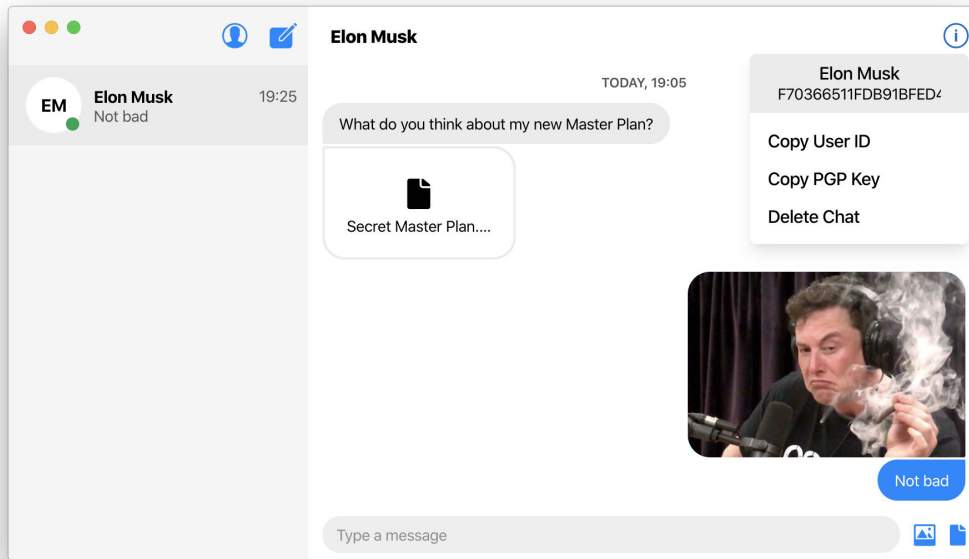 Elon Musk
TODAY, 19:05
Elon Musk
F70366511FDB91BFED4
Copy User ID
Copy PGP Key
Delete Chat
EM
Elon Musk
19:25
Not bad
What do you think about my new Master Plan?
Secret Master Plan....
Not bad
Type a message